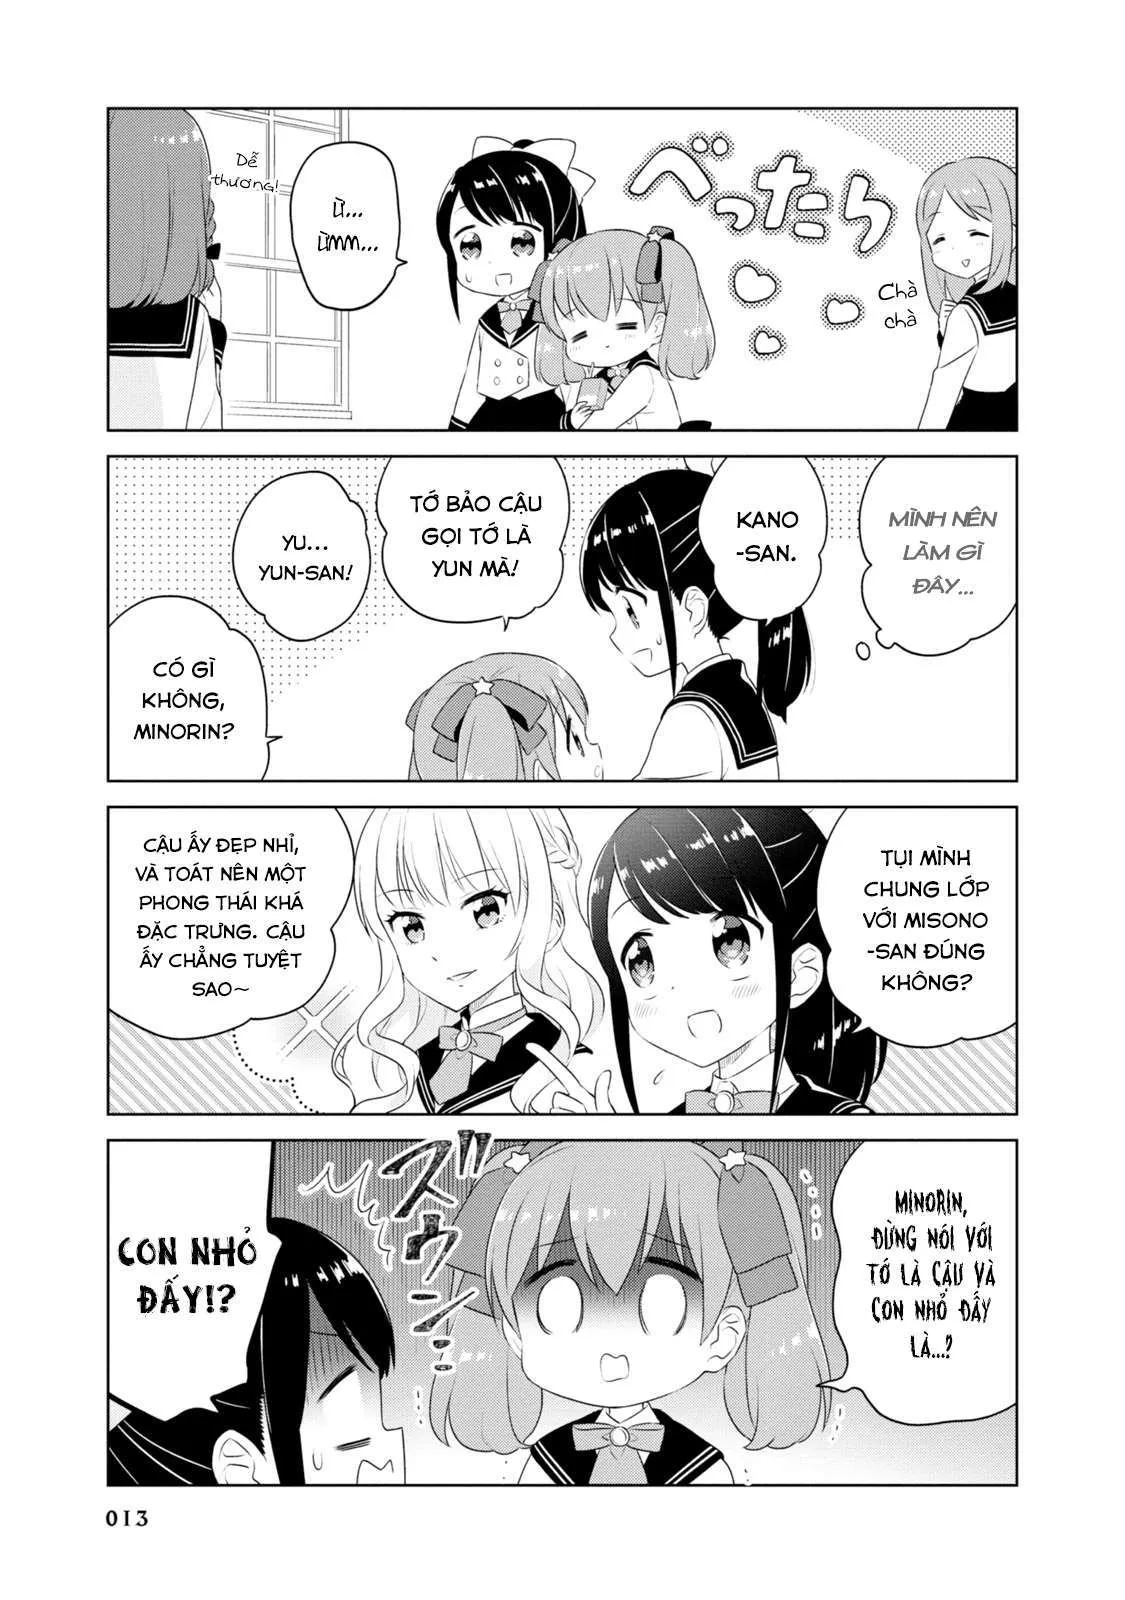 べったら
Chà
chà
Ừ...
ừmm...
Dễ
thương!
MÌNH NÊN
LÀM GÌ
ĐÂY...
KANO
-SAN.
TỚ BẢO CẬU
GỌI TỚ LÀ
YUN MÀ!
YU...
YUN-SAN!
CÓ GÌ
KHÔNG,
MINORIN?
TỤI MÌNH
CHUNG LỚP
VỚI MISONO
-SAN ĐÚNG
KHÔNG?
CẬU ẤY ĐẸP NHỈ,
VÀ TOÁT NÊN MỘT
PHONG THÁI KHÁ
ĐẶC TRƯNG. CẬU
ẤY CHẲNG TUYỆT
SAO~
MINORIN,
ĐỪNG NÓI VỚI
TỚ LÀ CẬU VÀ
CON NHỎ ĐẤY
LÀ...?
ズウン
CON NHỎ
ĐẤY!?
013